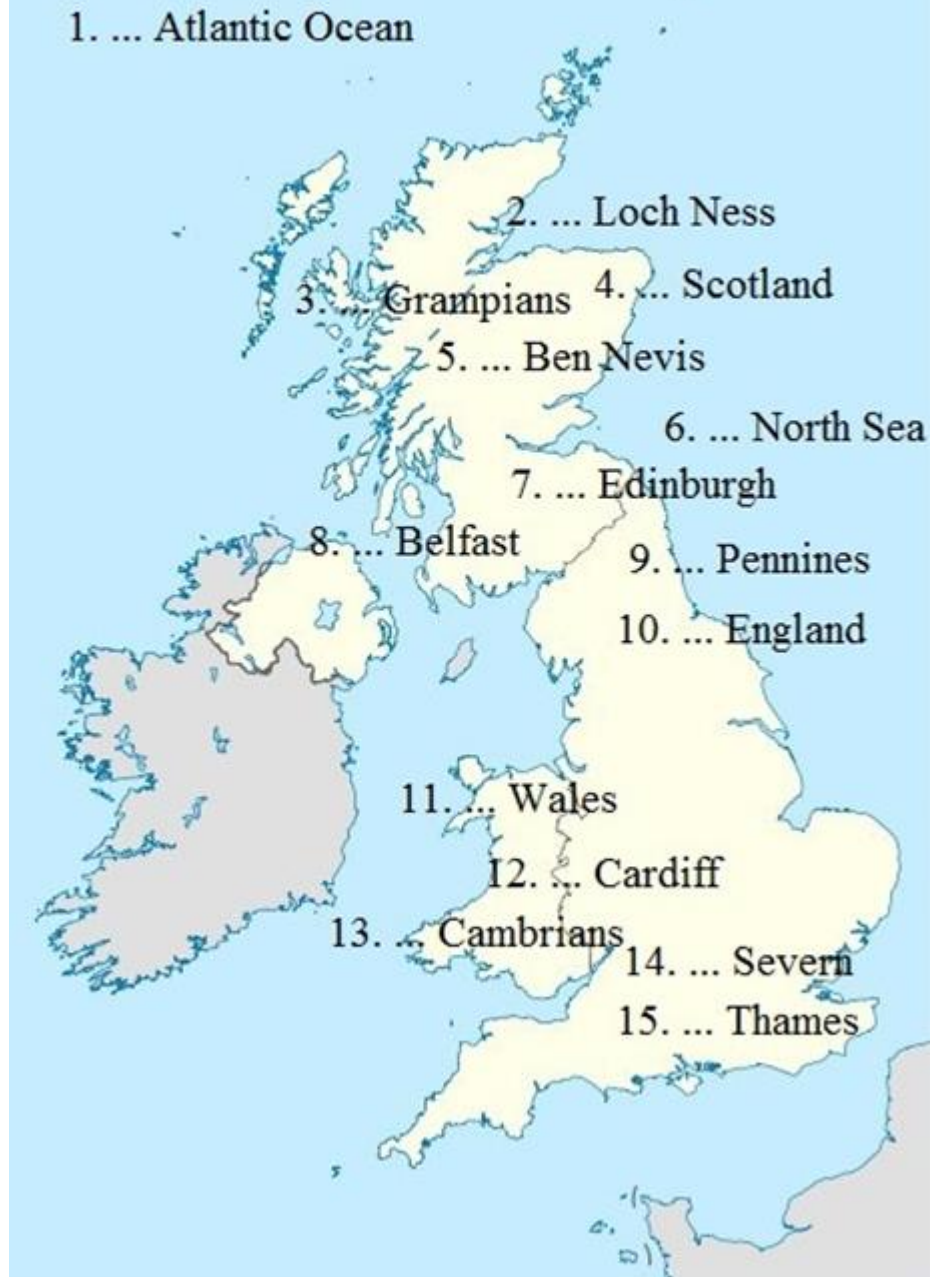 1. ... Atlantic Ocean
2. ... Loch Ness
3. ... Grampians
4. ... Scotland
5. ... Ben Nevis
6. ... North Sea
7. ... Edinburgh
8. ... Belfast
9. ... Pennines
10. ... England
11. ... Wales
12. ... Cardiff
13. ... Cambrians
14. ... Severn
15. ... Thames